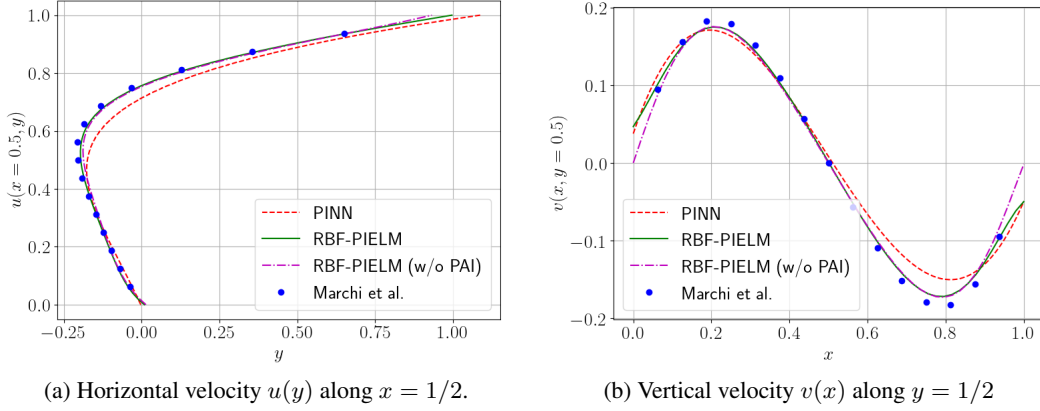 1.0
0.8
0.6
0.4
0.2
0.0
u(x = 0.5, y)
PINN
RBF-PIELM
RBF-PIELM (w/o PAI)
Marchi et al.
−0.25 0.00 0.25 0.50 0.75 1.00
y
(a) Horizontal velocity u(y) along x = 1/2.
0.2
0.1
0.0
−0.1
−0.2
v(x, y = 0.5)
PINN
RBF-PIELM
RBF-PIELM (w/o PAI)
Marchi et al.
0.0 0.2 0.4 0.6 0.8 1.0
x
(b) Vertical velocity v(x) along y = 1/2